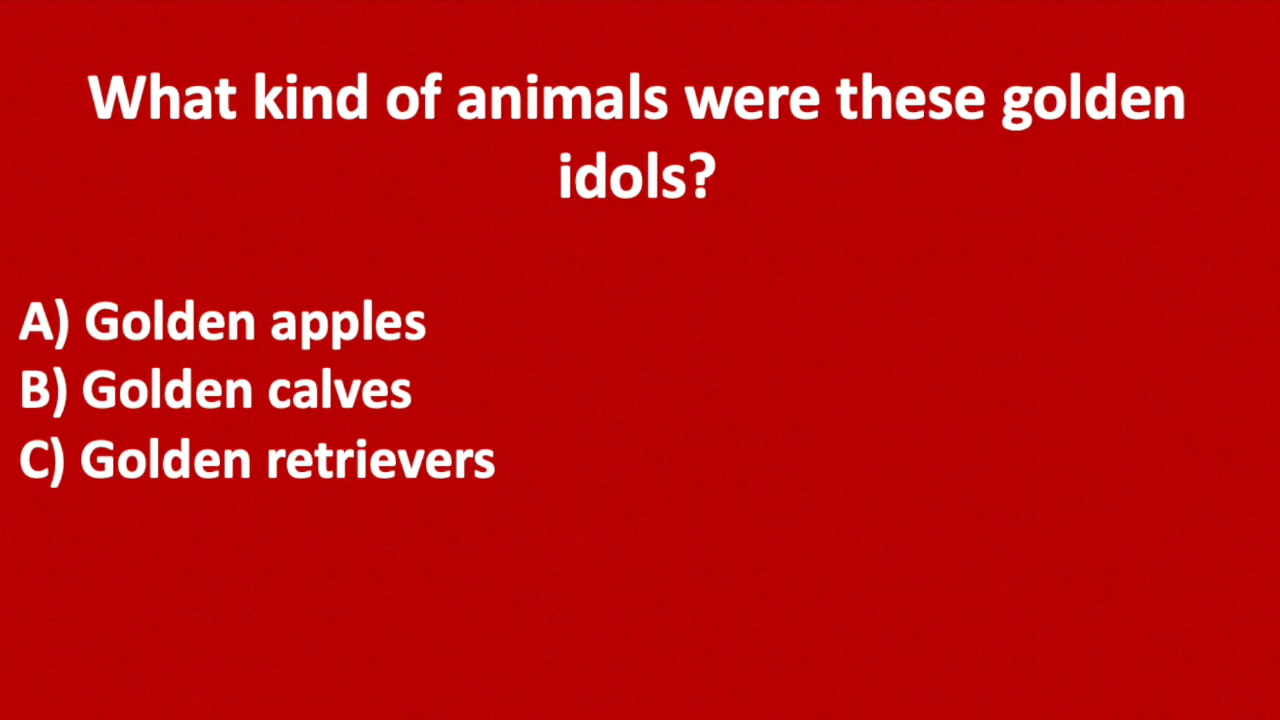 What kind of animals were these golden
idols?
A) Golden apples
B) Golden calves
C) Golden retrievers